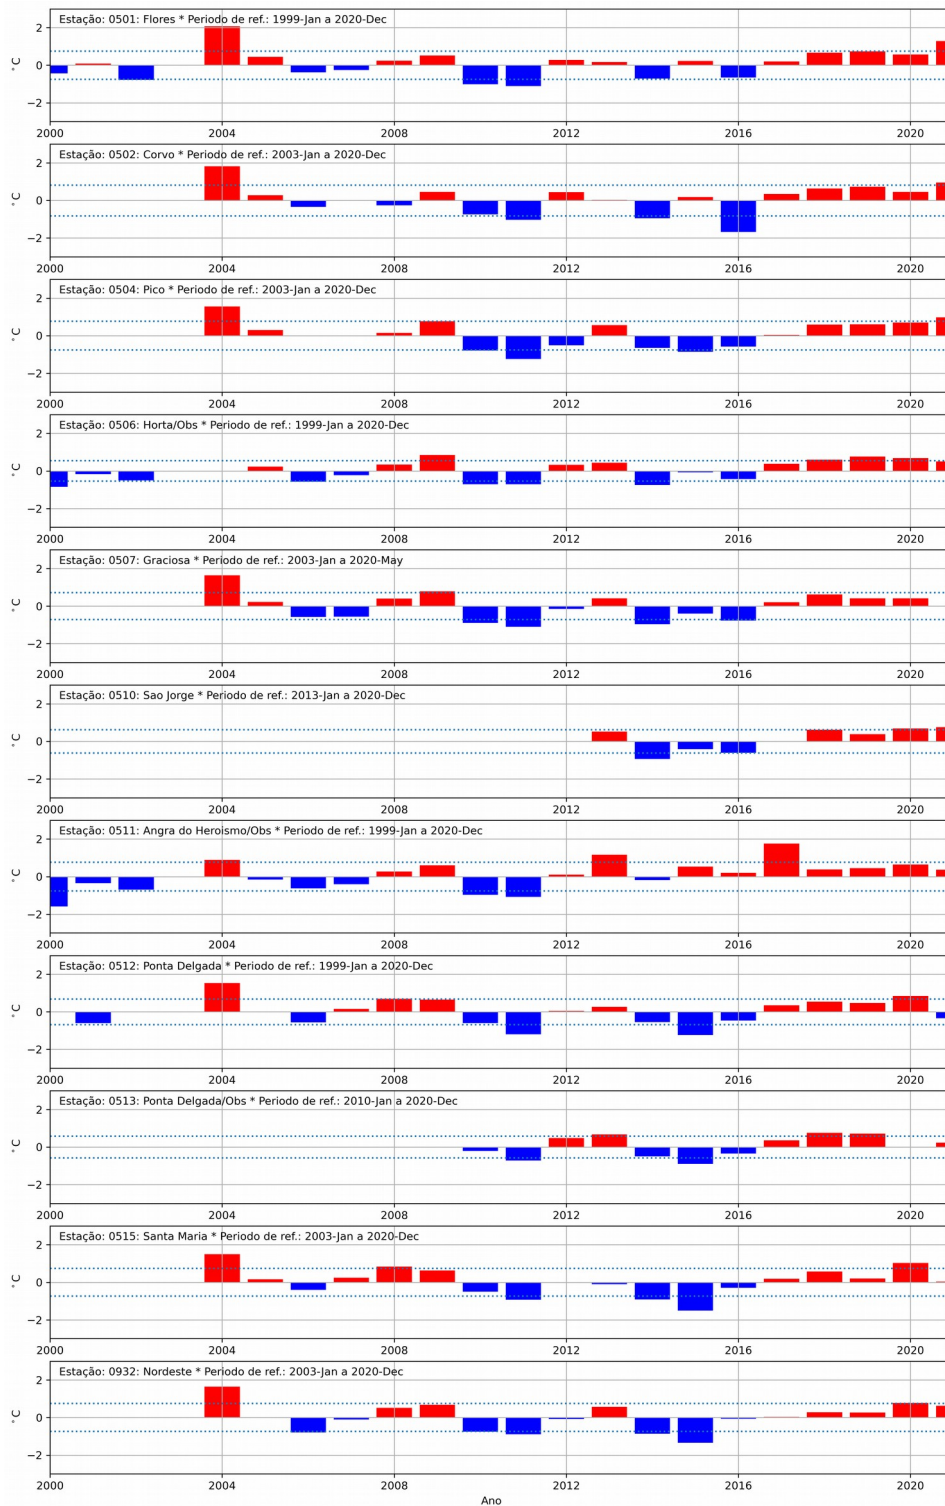 Estação: 0501: Flores * Periodo de ref.: 1999-Jan a 2020-Dec
2
0
−2
° C
2000 2004 2008 2012 2016 2020
Estação: 0502: Corvo * Periodo de ref.: 2003-Jan a 2020-Dec
2
0
−2
° C
2000 2004 2008 2012 2016 2020
Estação: 0504: Pico * Periodo de ref.: 2003-Jan a 2020-Dec
2
0
−2
° C
2000 2004 2008 2012 2016 2020
Estação: 0506: Horta/Obs * Periodo de ref.: 1999-Jan a 2020-Dec
2
0
−2
° C
2000 2004 2008 2012 2016 2020
Estação: 0507: Graciosa * Periodo de ref.: 2003-Jan a 2020-May
2
0
−2
° C
2000 2004 2008 2012 2016 2020
Estação: 0510: Sao Jorge * Periodo de ref.: 2013-Jan a 2020-Dec
2
0
−2
° C
2000 2004 2008 2012 2016 2020
Estação: 0511: Angra do Heroismo/Obs * Periodo de ref.: 1999-Jan a 2020-Dec
2
0
−2
° C
2000 2004 2008 2012 2016 2020
Estação: 0512: Ponta Delgada * Periodo de ref.: 1999-Jan a 2020-Dec
2
0
−2
° C
2000 2004 2008 2012 2016 2020
Estação: 0513: Ponta Delgada/Obs * Periodo de ref.: 2010-Jan a 2020-Dec
2
0
−2
° C
2000 2004 2008 2012 2016 2020
Estação: 0515: Santa Maria * Periodo de ref.: 2003-Jan a 2020-Dec
2
0
−2
° C
2000 2004 2008 2012 2016 2020
Estação: 0932: Nordeste * Periodo de ref.: 2003-Jan a 2020-Dec
2
0
−2
° C
2000 2004 2008 2012 2016 2020
Ano